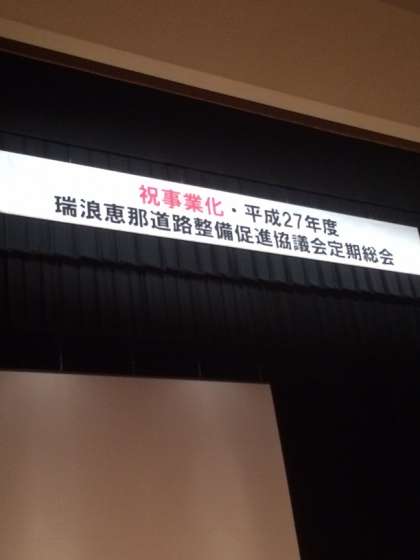 祝事業化・平成27年度
瑞浪恵那道路整備促進協議会定期総会